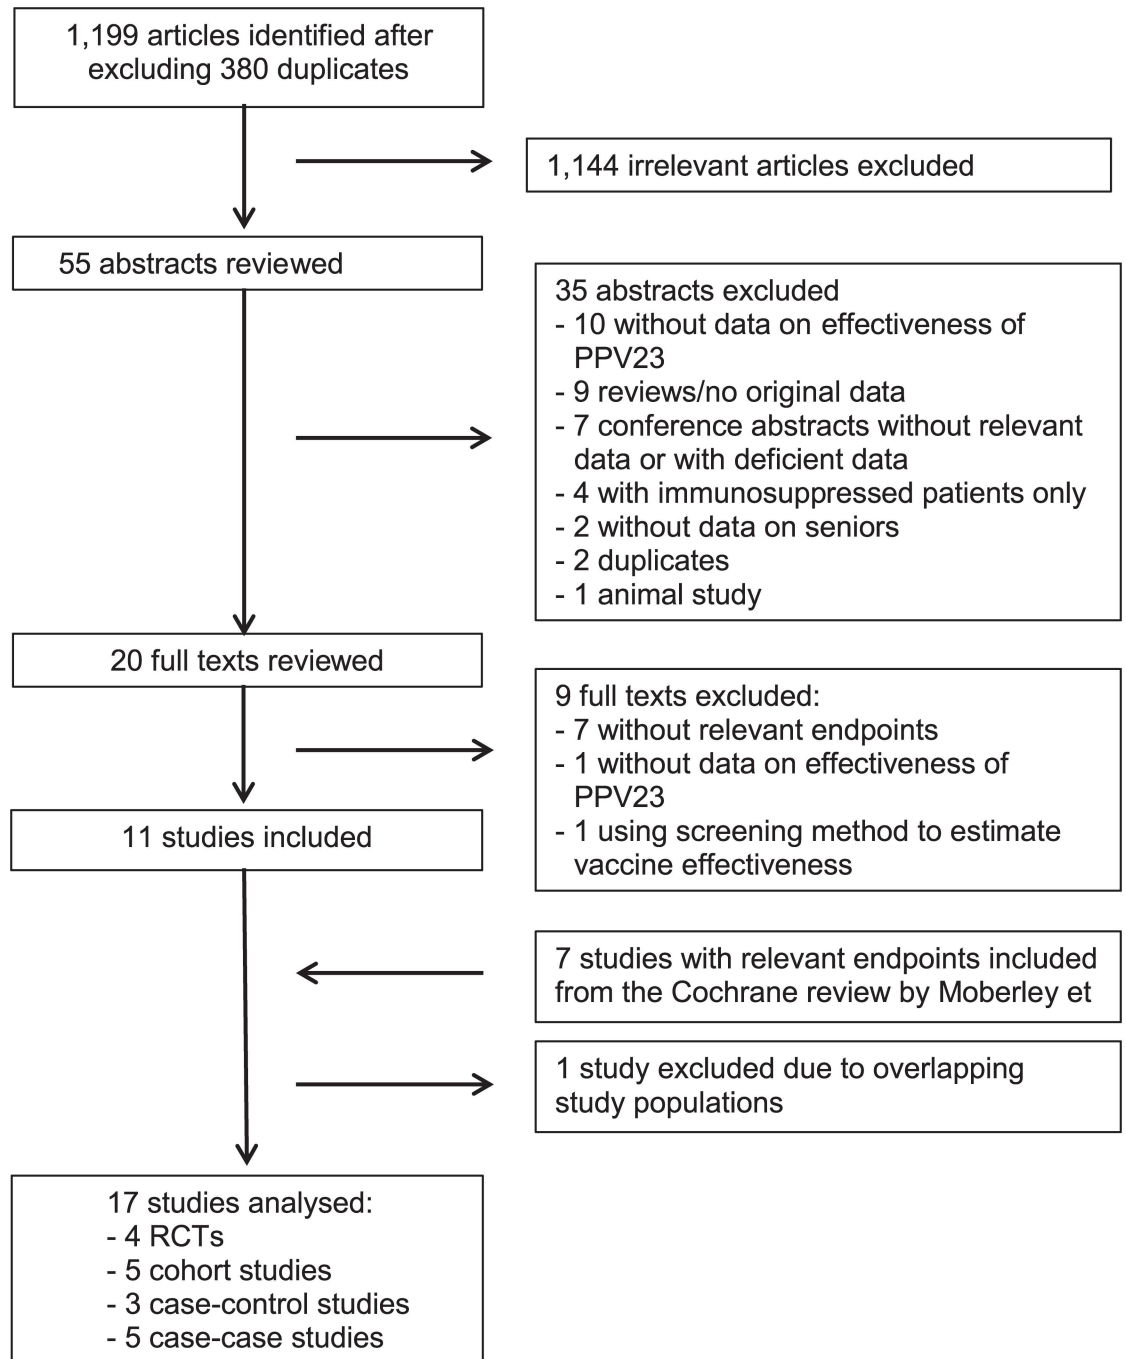 1,199 articles identified after
excluding 380 duplicates
1,144 irrelevant articles excluded
55 abstracts reviewed
35 abstracts excluded
- 10 without data on effectiveness of
PPV23
- 9 reviews/no original data
- 7 conference abstracts without relevant
data or with deficient data
- 4 with immunosuppressed patients only
- 2 without data on seniors
- 2 duplicates
- 1 animal study
20 full texts reviewed
9 full texts excluded:
- 7 without relevant endpoints
- 1 without data on effectiveness of
PPV23
- 1 using screening method to estimate
vaccine effectiveness
11 studies included
7 studies with relevant endpoints included
from the Cochrane review by Moberley et
1 study excluded due to overlapping
study populations
17 studies analysed:
- 4 RCTs
- 5 cohort studies
- 3 case-control studies
- 5 case-case studies